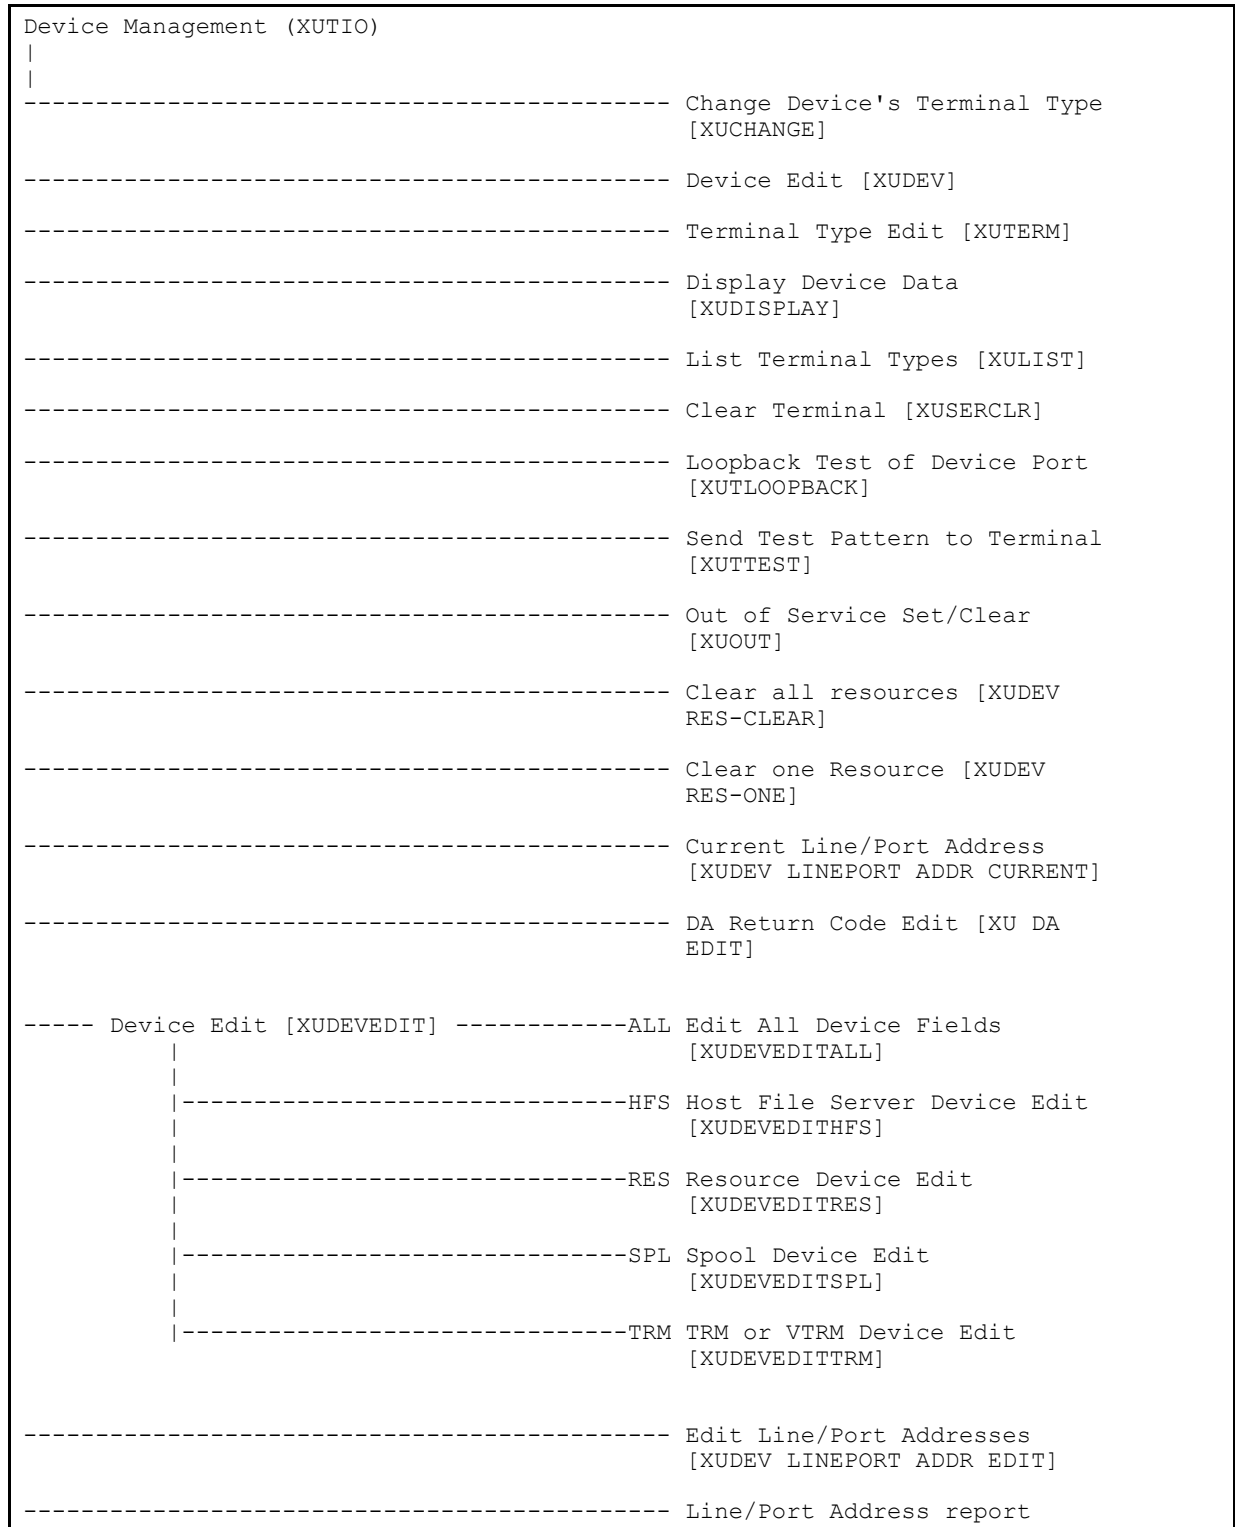 Device Management (XUTIO)
|
|
--------------------------------------------- Change Device's Terminal Type
[XUCHANGE]
--------------------------------------------- Device Edit [XUDEV]
--------------------------------------------- Terminal Type Edit [XUTERM]
--------------------------------------------- Display Device Data
[XUDISPLAY]
--------------------------------------------- List Terminal Types [XULIST]
--------------------------------------------- Clear Terminal [XUSERCLR]
--------------------------------------------- Loopback Test of Device Port
[XUTLOOPBACK]
--------------------------------------------- Send Test Pattern to Terminal
[XUTTEST]
--------------------------------------------- Out of Service Set/Clear
[XUOUT]
--------------------------------------------- Clear all resources [XUDEV
RES-CLEAR]
--------------------------------------------- Clear one Resource [XUDEV
RES-ONE]
--------------------------------------------- Current Line/Port Address
[XUDEV LINEPORT ADDR CURRENT]
--------------------------------------------- DA Return Code Edit [XU DA
EDIT]
----- Device Edit [XUDEVEDIT] ------------ALL Edit All Device Fields
| [XUDEVEDITALL]
|
|-------------------------------HFS Host File Server Device Edit
| [XUDEVEDITHFS]
|
|-------------------------------RES Resource Device Edit
| [XUDEVEDITRES]
|
|-------------------------------SPL Spool Device Edit
| [XUDEVEDITSPL]
|
|-------------------------------TRM TRM or VTRM Device Edit
[XUDEVEDITTRM]
--------------------------------------------- Edit Line/Port Addresses
[XUDEV LINEPORT ADDR EDIT]
--------------------------------------------- Line/Port Address report